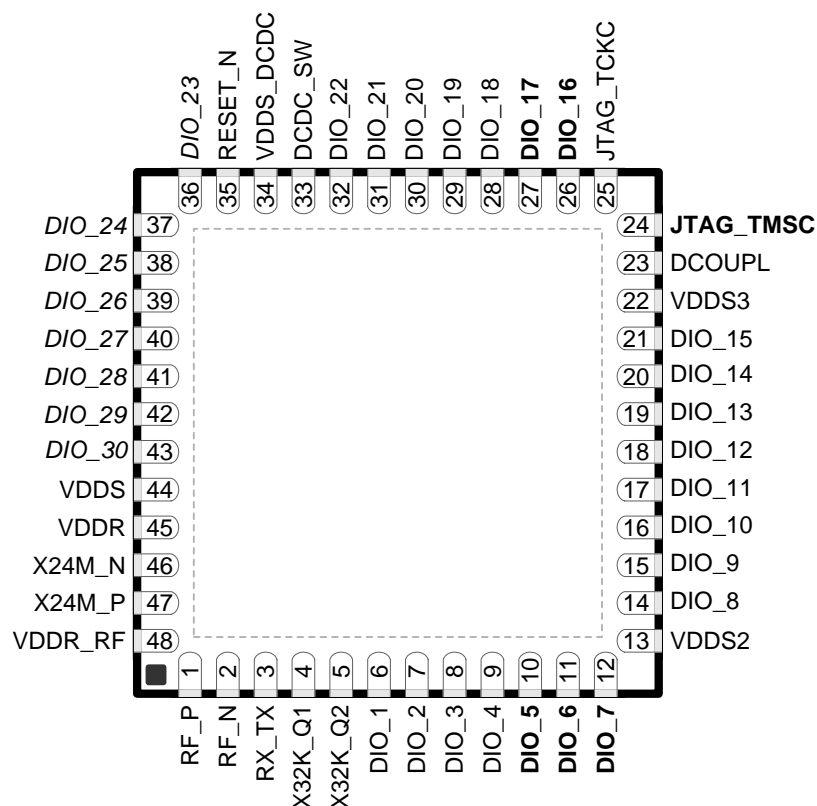 DIO_23
RESET_N
VDDS_DCDC
DCDC_SW
DIO_22
DIO_21
DIO_20
DIO_19
DIO_18
DIO_17
DIO_16
JTAG_TCKC
36
35
34
33
32
31
30
29
28
27
26
25
DIO_24 37
DIO_25 38
DIO_26 39
DIO_27 40
DIO_28 41
DIO_29 42
DIO_30 43
VDDS 44
VDDR 45
X24M_N 46
X24M_P 47
VDDR_RF 48
24 JTAG_TMSC
23 DCOUPL
22 VDDS3
21 DIO_15
20 DIO_14
19 DIO_13
18 DIO_12
17 DIO_11
16 DIO_10
15 DIO_9
14 DIO_8
13 VDDS2
1
2
3
4
5
6
7
8
9
10
11
12
RF_P
RF_N
RX_TX
X32K_Q1
X32K_Q2
DIO_1
DIO_2
DIO_3
DIO_4
DIO_5
DIO_6
DIO_7